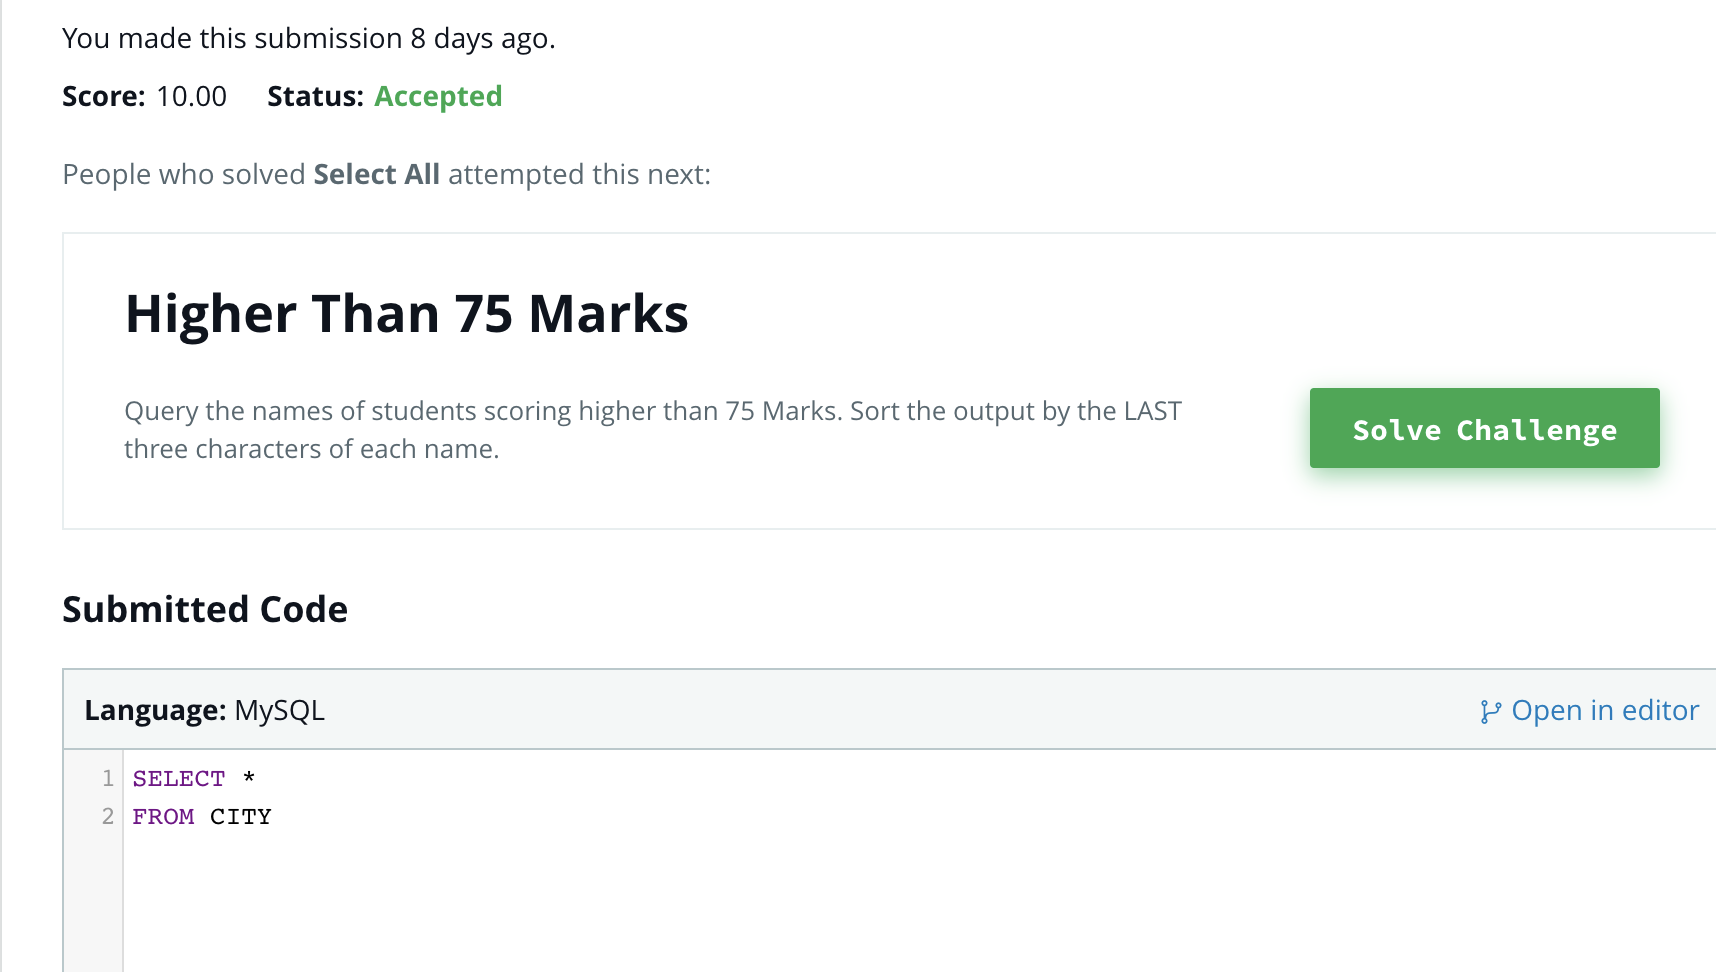 You made this submission 8 days ago.
Score: 10.00 Status: Accepted
People who solved Select All attempted this next:
Higher Than 75 Marks
Query the names of students scoring higher than 75 Marks. Sort the output by the LAST
three characters of each name.
Solve Challenge
Submitted Code
Language: MySQL Open in editor
1 SELECT *
2 FROM CITY